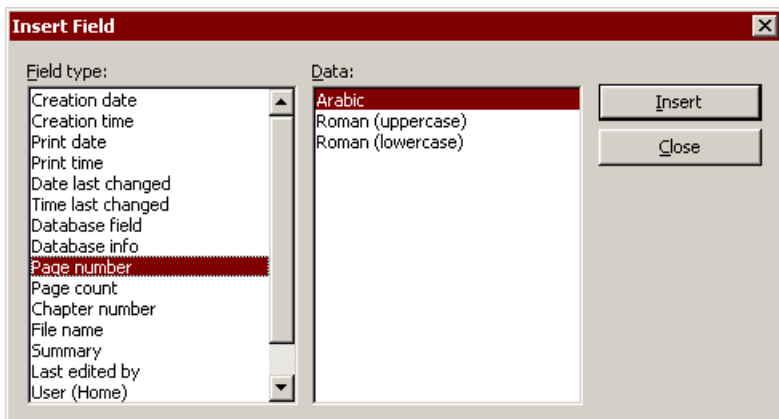 Insert Field
Field type:
Creation date
Creation time
Print date
Print time
Date last changed
Time last changed
Database field
Database info
Page number
Page count
Chapter number
File name
Summary
Last edited by
User (Home)
Data:
Arabic
Roman (uppercase)
Roman (lowercase)
Insert
Close